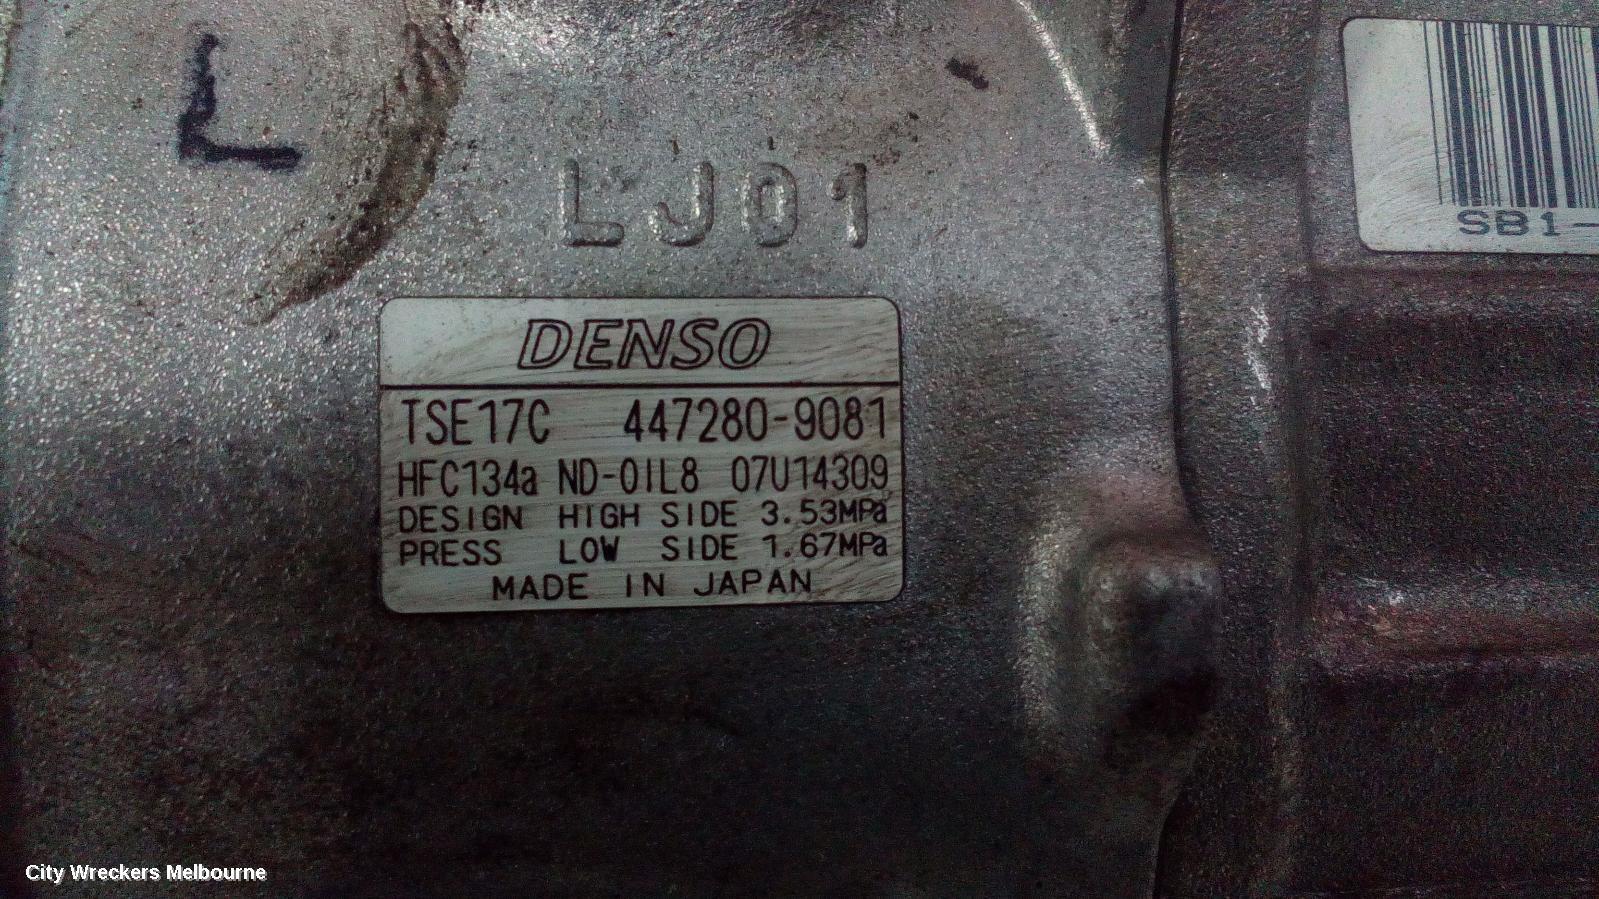 L
LJ01
SB1-
DENSO
TSE17C 447280-9081
HFC134a ND-OIL8 07U14309
DESIGN HIGH SIDE 3.53MPa
PRESS LOW SIDE 1.67MPa
MADE IN JAPAN
City Wreckers Melbourne